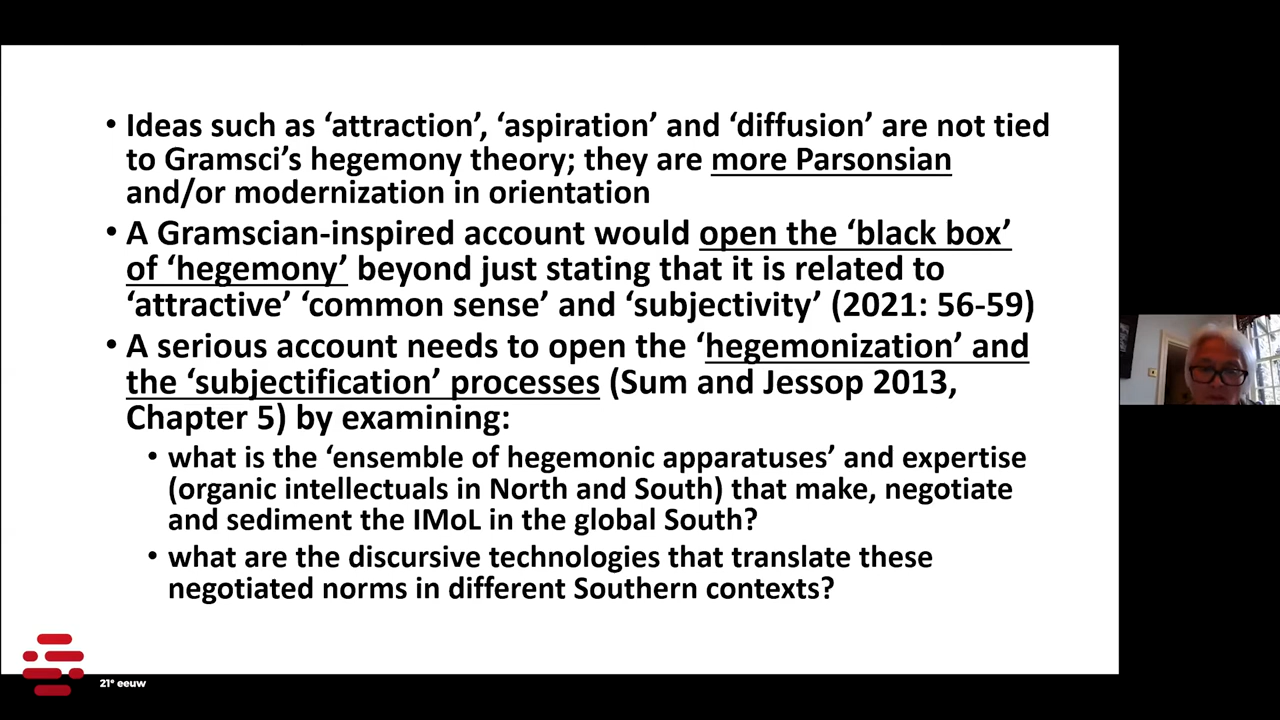 • Ideas such as ‘attraction’, ‘aspiration’ and ‘diffusion’ are not tied
to Gramsci’s hegemony theory; they are more Parsonsian
and/or modernization in orientation
• A Gramscian-inspired account would open the ‘black box’
of ‘hegemony’ beyond just stating that it is related to
‘attractive’ ‘common sense’ and ‘subjectivity’ (2021: 56-59)
• A serious account needs to open the ‘hegemonization’ and
the ‘subjectification’ processes (Sum and Jessop 2013,
Chapter 5) by examining:
• what is the ‘ensemble of hegemonic apparatuses’ and expertise
(organic intellectuals in North and South) that make, negotiate
and sediment the IMoL in the global South?
• what are the discursive technologies that translate these
negotiated norms in different Southern contexts?
21e eeuw